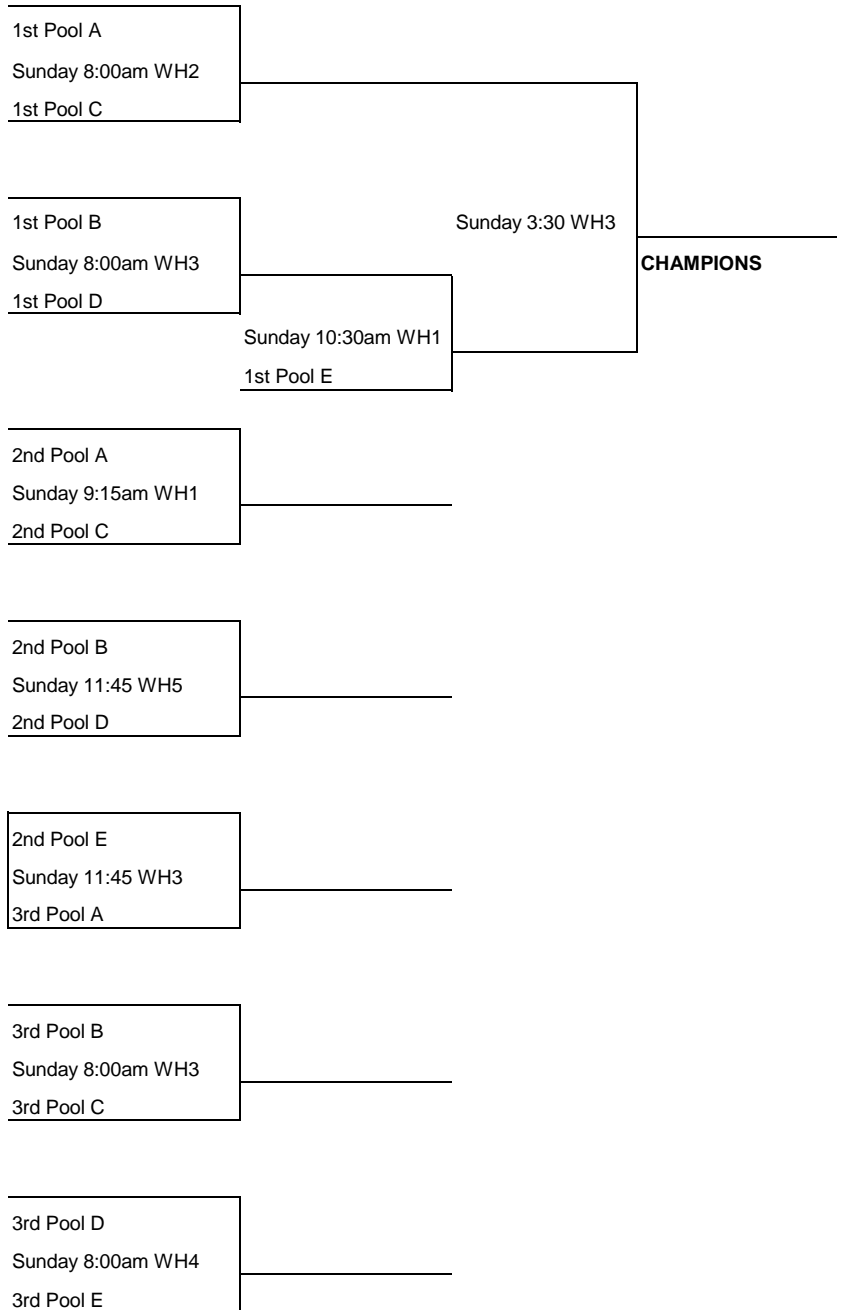 1st Pool A
Sunday 8:00am WH2
1st Pool C
1st Pool B
Sunday 3:30 WH3
Sunday 8:00am WH3
CHAMPIONS
1st Pool D
Sunday 10:30am WH1
1st Pool E
2nd Pool A
Sunday 9:15am WH1
2nd Pool C
2nd Pool B
Sunday 11:45 WH5
2nd Pool D
2nd Pool E
Sunday 11:45 WH3
3rd Pool A
3rd Pool B
Sunday 8:00am WH3
3rd Pool C
3rd Pool D
Sunday 8:00am WH4
3rd Pool E